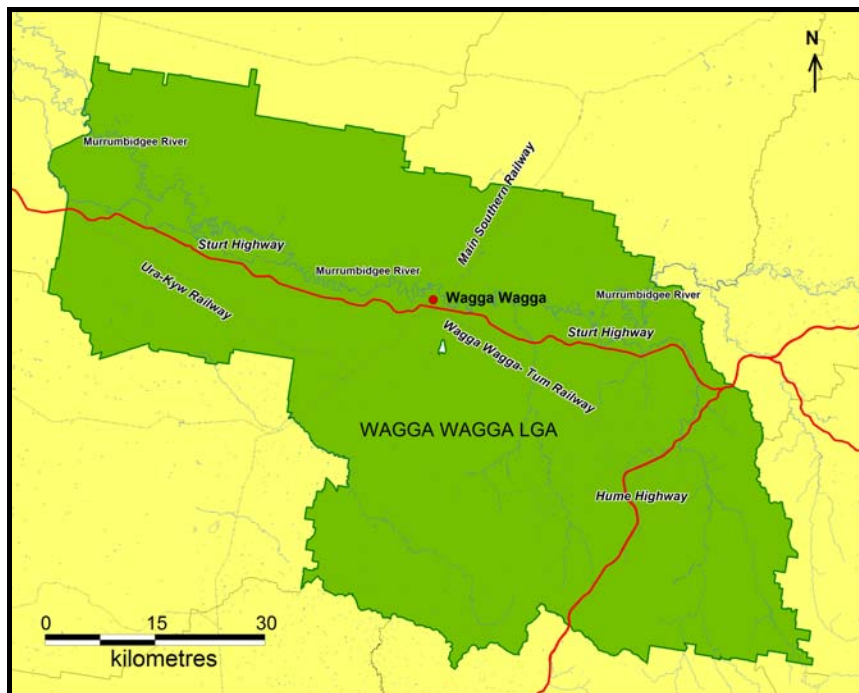 N
Murrumbidgee River
Main Southern Railway
Sturt Highway
Ura-Kyw Railway
Murrumbidgee River
Murrumbidgee River
Wagga Wagga
Sturt Highway
Wagga Wagga- Tum Railway
WAGGA WAGGA LGA
Hume Highway
0 15 30
kilometres